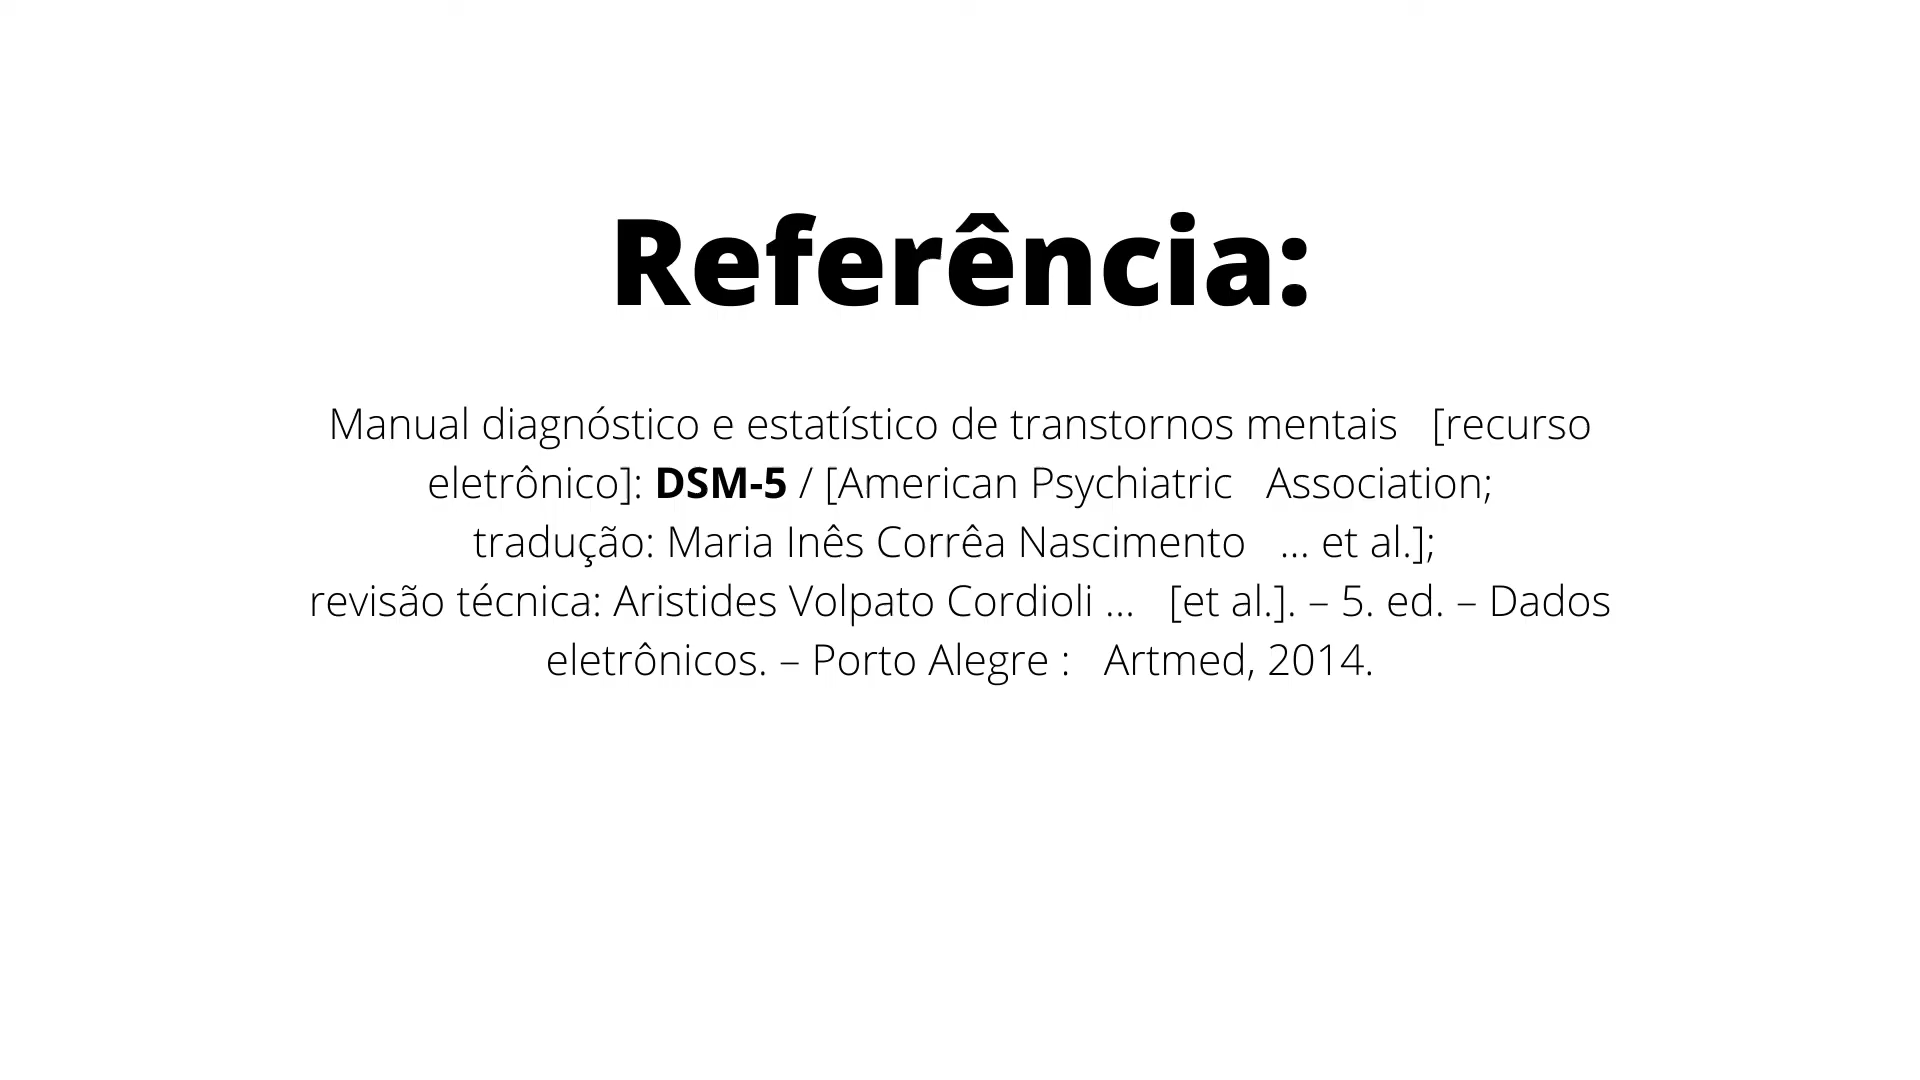 Referência:
Manual diagnóstico e estatístico de transtornos mentais [recurso
eletrônico]: DSM-5 / [American Psychiatric Association;
tradução: Maria Inês Corrêa Nascimento ... et al.];
revisão técnica: Aristides Volpato Cordioli ... [et al.]. – 5. ed. – Dados
eletrônicos. – Porto Alegre : Artmed, 2014.